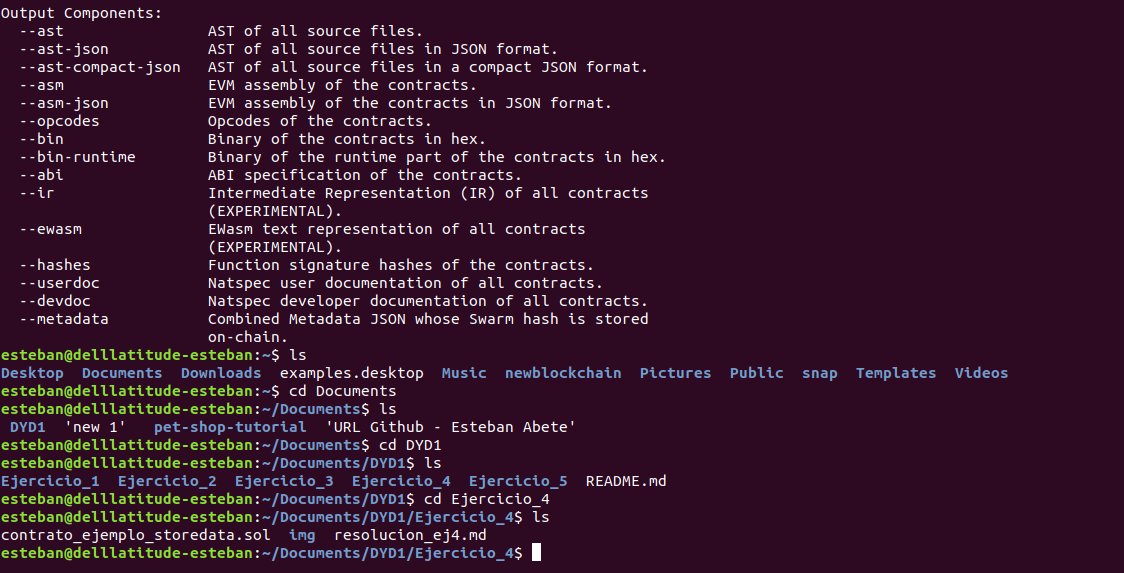 Output Components:
  --ast                AST of all source files.
  --ast-json           AST of all source files in JSON format.
  --ast-compact-json   AST of all source files in a compact JSON format.
  --asm                EVM assembly of the contracts.
  --asm-json           EVM assembly of the contracts in JSON format.
  --opcodes            Opcodes of the contracts.
  --bin                Binary of the contracts in hex.
  --bin-runtime        Binary of the runtime part of the contracts in hex.
  --abi                ABI specification of the contracts.
  --ir                 Intermediate Representation (IR) of all contracts
                       (EXPERIMENTAL).
  --ewasm              EWasm text representation of all contracts
                       (EXPERIMENTAL).
  --hashes             Function signature hashes of the contracts.
  --userdoc            Natspec user documentation of all contracts.
  --devdoc             Natspec developer documentation of all contracts.
  --metadata           Combined Metadata JSON whose Swarm hash is stored
                       on-chain.
esteban@delllatitude-esteban:~$ ls
Desktop  Documents  Downloads  examples.desktop  Music  newblockchain  Pictures  Public  snap  Templates  Videos
esteban@delllatitude-esteban:~$ cd Documents
esteban@delllatitude-esteban:~/Documents$ ls
 DYD1  'new 1'   pet-shop-tutorial  'URL Github - Esteban Abete'
esteban@delllatitude-esteban:~/Documents$ cd DYD1
esteban@delllatitude-esteban:~/Documents/DYD1$ ls
Ejercicio_1  Ejercicio_2  Ejercicio_3  Ejercicio_4  Ejercicio_5  README.md
esteban@delllatitude-esteban:~/Documents/DYD1$ cd Ejercicio_4
esteban@delllatitude-esteban:~/Documents/DYD1/Ejercicio_4$ ls
contrato_ejemplo_storedata.sol  img  resolucion_ej4.md
esteban@delllatitude-esteban:~/Documents/DYD1/Ejercicio_4$